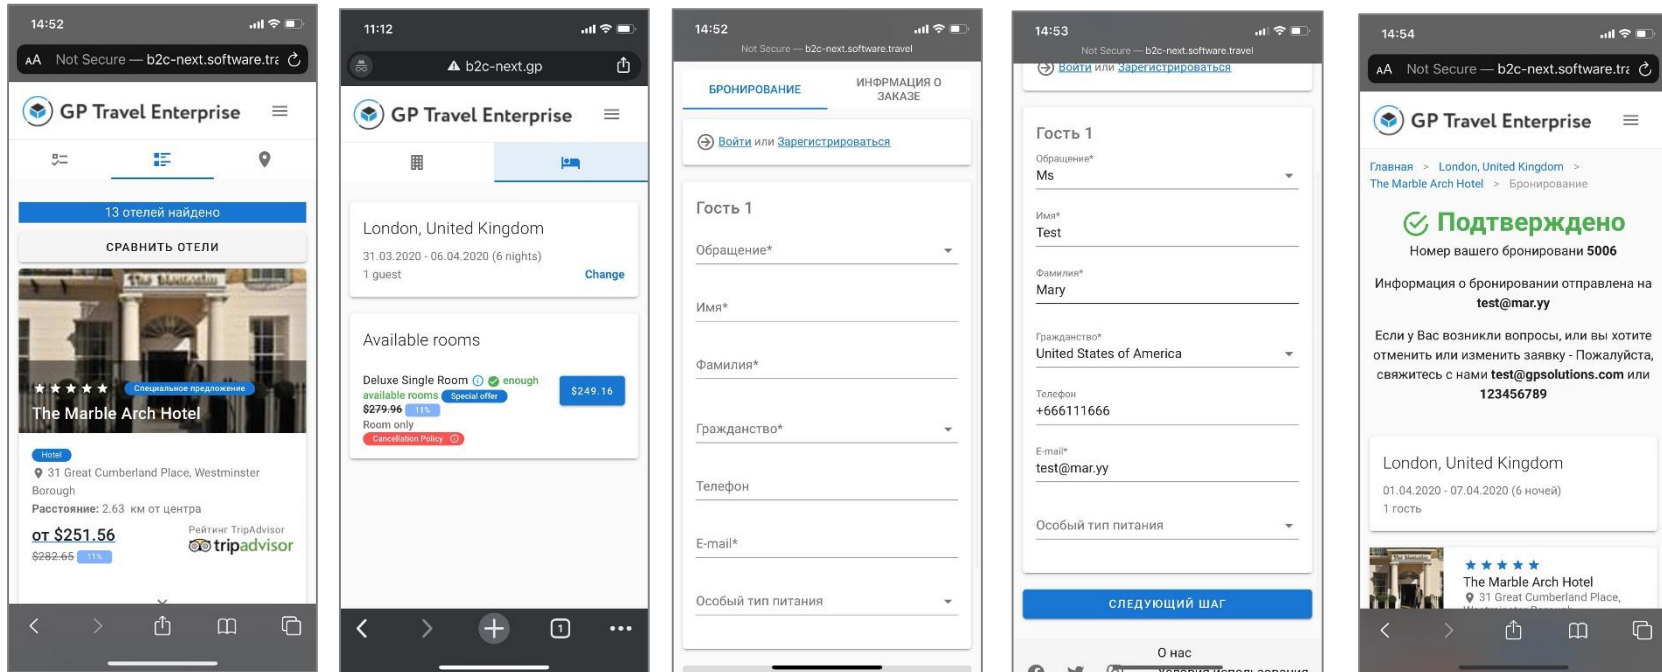 14:52
AA Not Secure — b2c-next.software.tra
GP Travel Enterprise
13 отелей найдено
СРАВНИТЬ ОТЕЛИ
Специальное предложение
The Marble Arch Hotel
Hotel
31 Great Cumberland Place, Westminster
Borough
Расстояние: 2.63 км от центра
от $251.56
$282.65 11%
Рейтинг TripAdvisor
tripadvisor
11:12
b2c-next.gp
GP Travel Enterprise
London, United Kingdom
31.03.2020 - 06.04.2020 (6 nights)
1 guest
Change
Available rooms
Deluxe Single Room enough
available rooms Special offer
$279.96 11%
Room only
Cancellation Policy
$249.16
1
14:52
Not Secure — b2c-next.software.travel
БРОНИРОВАНИЕ
ИНФРМАЦИЯ О
ЗАКАЗЕ
Войти или Зарегистрироваться
Гость 1
Обращение*
Имя*
Фамилия*
Гражданство*
Телефон
E-mail*
Особый тип питания
14:53
Not Secure — b2c-next.software.travel
Войти или Зарегистрироваться
Гость 1
Обращение*
Ms
Имя*
Test
Фамилия*
Mary
Гражданство*
United States of America
Телефон
+666111666
E-mail*
test@mar.yy
Особый тип питания
СЛЕДУЮЩИЙ ШАГ
О нас
Условия использования
14:54
AA Not Secure — b2c-next.software.tra
GP Travel Enterprise
Главная > London, United Kingdom >
The Marble Arch Hotel > Бронирование
Подтверждено
Номер вашего бронировани 5006
Информация о бронировании отправлена на
test@mar.yy
Если у Вас возникли вопросы, или вы хотите
отменить или изменить заявку - Пожалуйста,
свяжитесь с нами test@gpsolutions.com или
123456789
London, United Kingdom
01.04.2020 - 07.04.2020 (6 ночей)
1 гость
The Marble Arch Hotel
31 Great Cumberland Place,